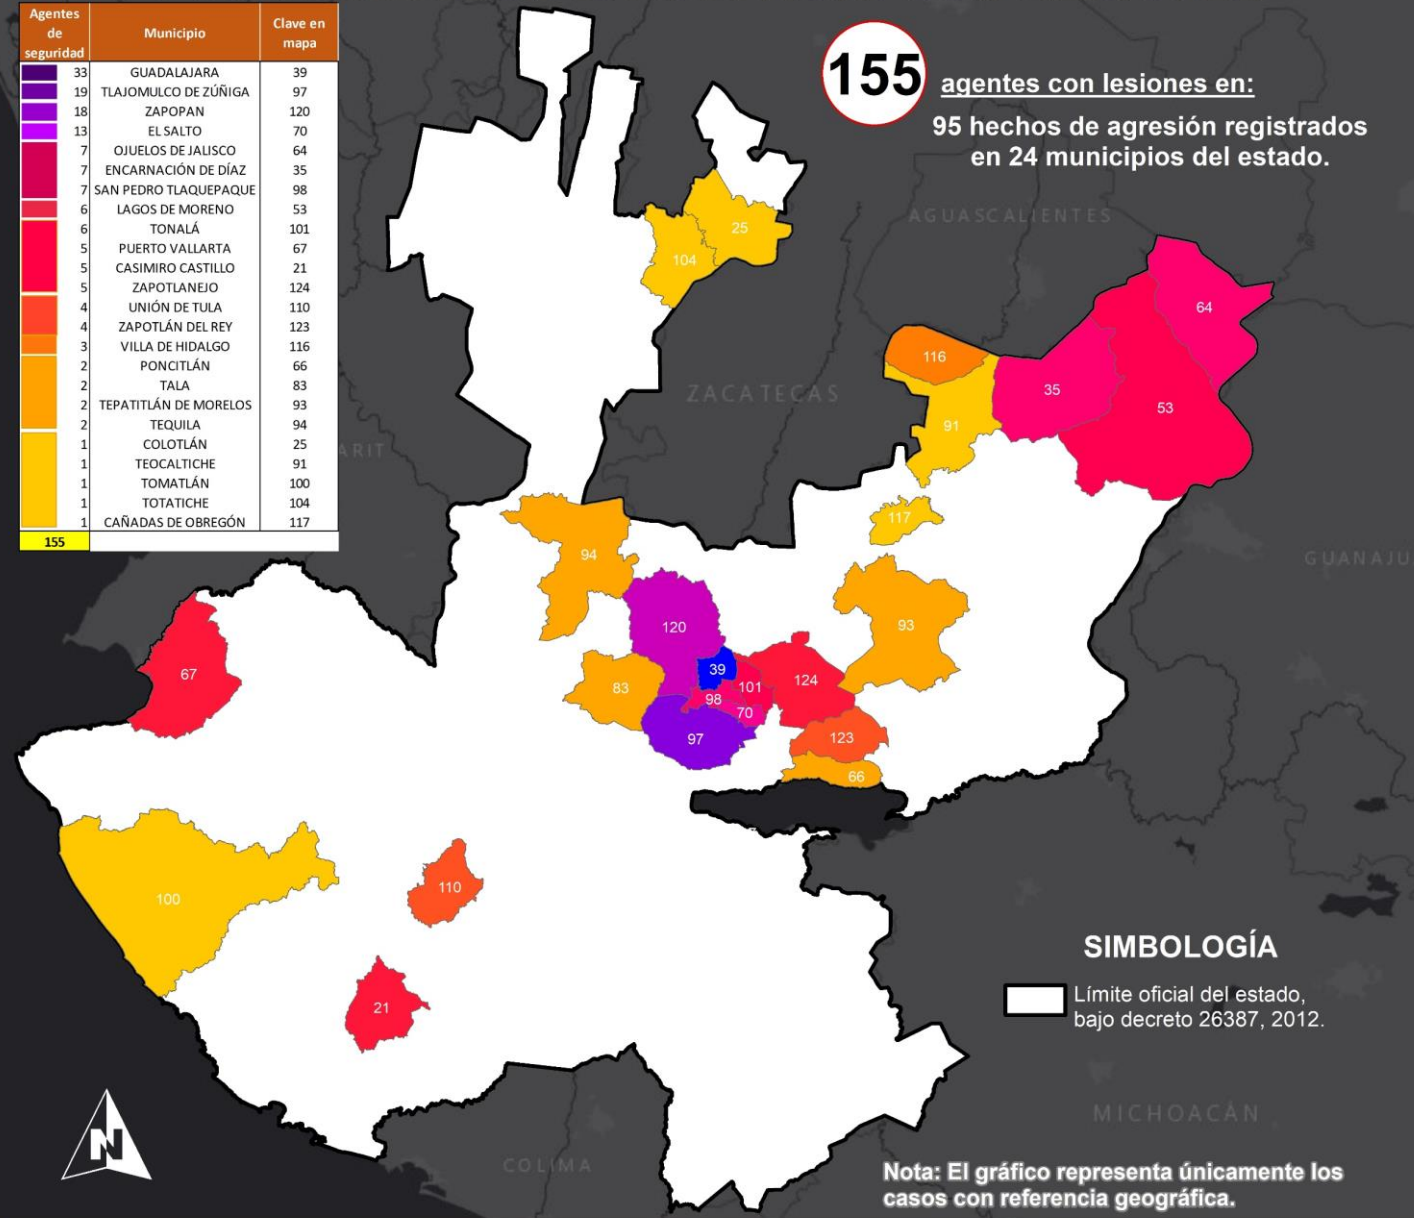 Agentes
de
seguridad
Municipio
Clave en
mapa
33 GUADALAJARA 39
19 TLAJOMULCO DE ZÚÑIGA 97
18 ZAPOPAN 120
13 EL SALTO 70
7 OJUELOS DE JALISCO 64
7 ENCARNACIÓN DE DÍAZ 35
7 SAN PEDRO TLAQUEPAQUE 98
6 LAGOS DE MORENO 53
6 TONALÁ 101
5 PUERTO VALLARTA 67
5 CASIMIRO CASTILLO 21
5 ZAPOTLANEJO 124
4 UNIÓN DE TULA 110
4 ZAPOTLÁN DEL REY 123
3 VILLA DE HIDALGO 116
2 PONCITLÁN 66
2 TALA 83
2 TEPATITLÁN DE MORELOS 93
2 TEQUILA 94
1 COLOTLÁN 25
1 TEOCALTICHE 91
1 TOMATLÁN 100
1 TOTATICHE 104
1 CAÑADAS DE OBREGÓN 117
155
155 agentes con lesiones en:
95 hechos de agresión registrados
en 24 municipios del estado.
AGUASCALIENTES
25
104
64
116
35
ZACATECAS
53
91
ARIT
117
94
GUANAJU
120
93
39
67
124
83
101
98
70
97
123
66
110
100
SIMBOLOGÍA
Límite oficial del estado,
bajo decreto 26387, 2012.
21
MICHOACÁN
N
COLIMA
Nota: El gráfico representa únicamente los
casos con referencia geográfica.